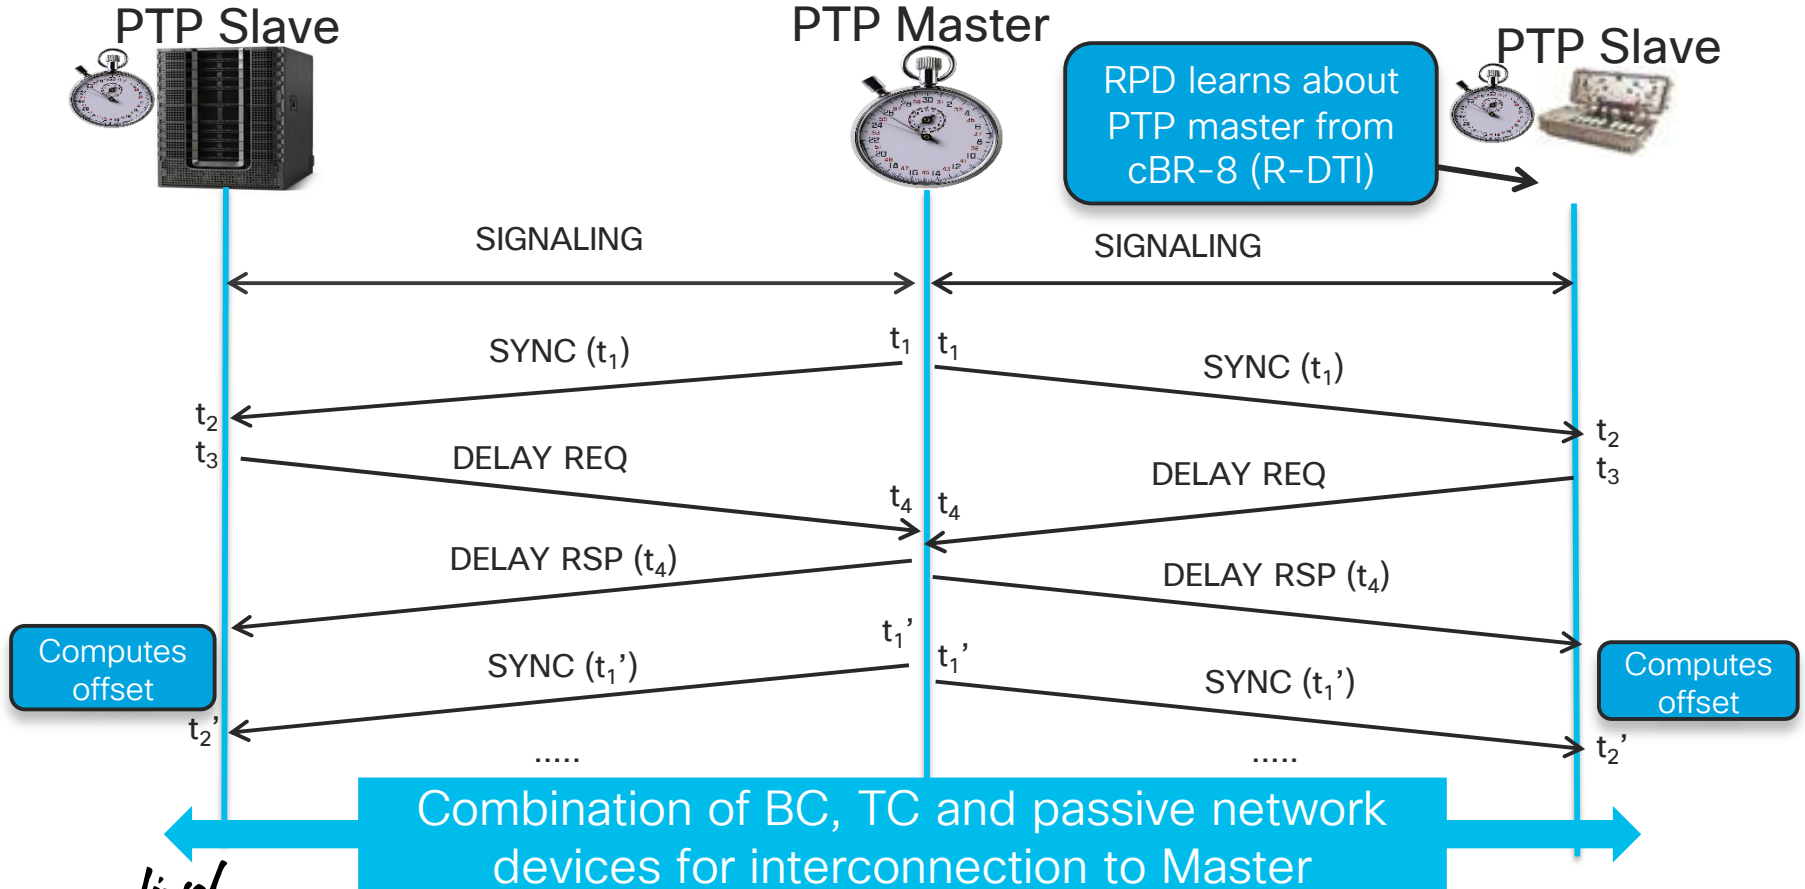 PTP Slave
PTP Master
PTP Slave
RPD learns about
PTP master from
cBR-8 (R-DTI)
SIGNALING
SIGNALING
t₁
t₁
SYNC (t₁)
SYNC (t₁)
t₂
t₂
t₃
t₃
DELAY REQ
DELAY REQ
t₄
t₄
DELAY RSP (t₄)
DELAY RSP (t₄)
Computes
offset
t₁'
t₁'
SYNC (t₁')
SYNC (t₁')
Computes
offset
t₂'
t₂'
.....
.....
Combination of BC, TC and passive network
devices for interconnection to Master